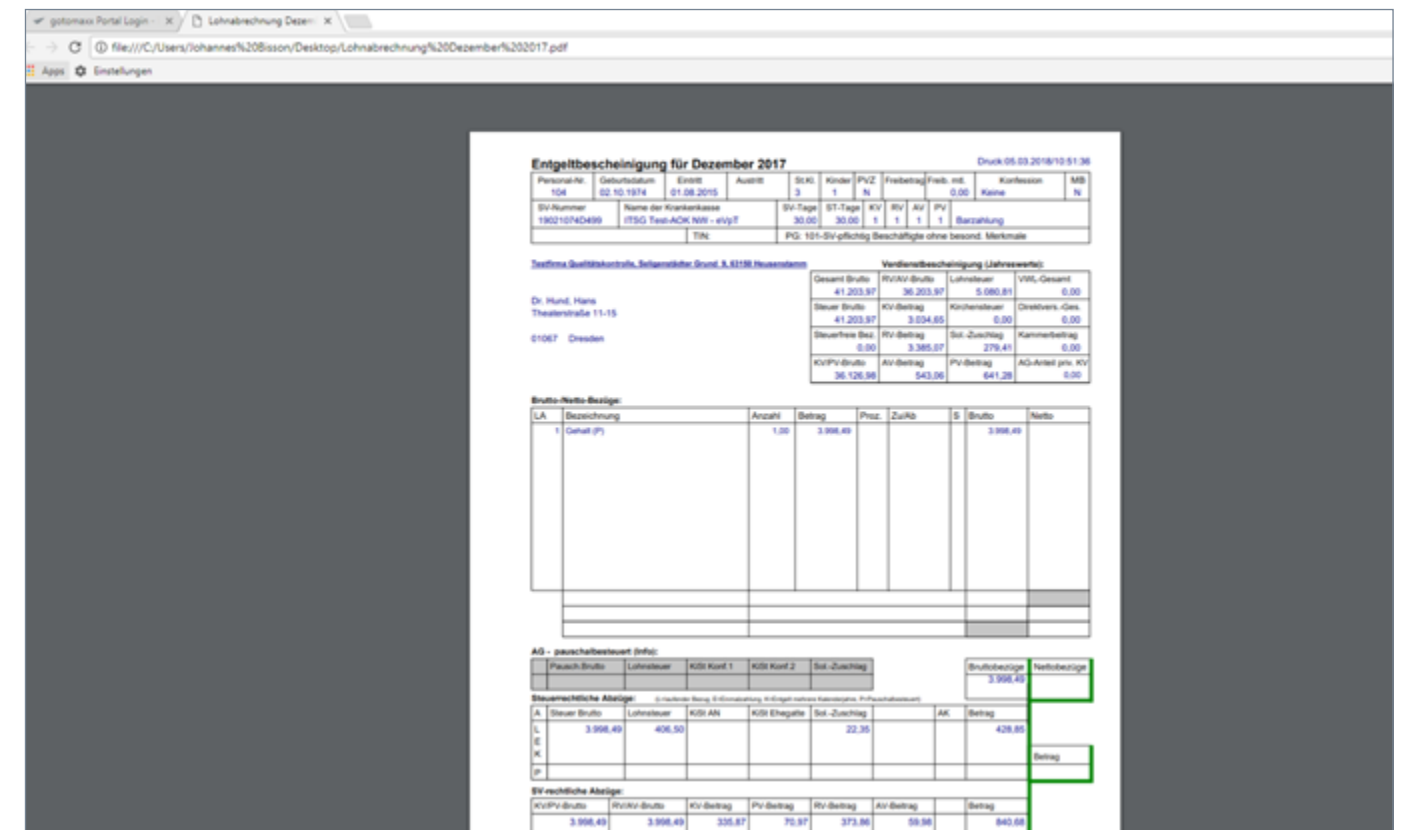 gotomaxx Portal Login - × Lohnabrechnung Dezem ×
file:///C:/Users/Johannes%20Bisson/Desktop/Lohnabrechnung%20Dezember%202017.pdf
Apps Einstellungen
Entgeltbescheinigung für Dezember 2017 Druck:05.03.2018/10:51:36
Personal-Nr. Geburtsdatum Eintritt Austritt St.Kl. Kinder PVZ Freibetrag Freib. mtl. Konfession MB
104 02.10.1974 01.08.2015 3 1 N 0,00 Keine N
SV-Nummer Name der Krankenkasse SV-Tage ST-Tage KV RV AV PV
19021074D499 ITSG Test-AOK NW - eVpT 30.00 30.00 1 1 1 1 Barzahlung
TIN: PG: 101-SV-pflichtig Beschäftigte ohne besond. Merkmale
Testfirma Qualitätskontrolle, Seligenstädter Grund 9, 63150 Heusenstamm Verdienstbescheinigung (Jahreswerte):
Gesamt Brutto RV/AV-Brutto Lohnsteuer VWL-Gesamt
41.203,97 36.203,97 5.080,81 0,00
Dr. Hund, Hans
Theaterstraße 11-15
Steuer Brutto KV-Beitrag Kirchensteuer Direktvers.-Ges.
41.203,97 3.034,65 0,00 0,00
01067 Dresden
Steuerfreie Bez. RV-Beitrag Sol.-Zuschlag Kammerbeitrag
0,00 3.385,07 279,41 0,00
KV/PV-Brutto AV-Beitrag PV-Beitrag AG-Anteil priv. KV
36.126,98 543,06 641,28 0,00
Brutto-/Netto-Bezüge:
LA Bezeichnung Anzahl Betrag Proz. Zu/Ab S Brutto Netto
1 Gehalt (P) 1,00 3.998,49 3.998,49
AG - pauschalbesteuert (Info):
Pausch.Brutto Lohnsteuer KiSt Konf.1 KiSt Konf.2 Sol.-Zuschlag Bruttobezüge Nettobezüge
3.998,49
Steuerrechtliche Abzüge:
A Steuer Brutto Lohnsteuer KiSt AN KiSt Ehegatte Sol.-Zuschlag AK Betrag
L 3.998,49 406,50 22,35 428,85
E
K Betrag
P
SV-rechtliche Abzüge:
KV/PV-Brutto RV/AV-Brutto KV-Beitrag PV-Beitrag RV-Beitrag AV-Beitrag Betrag
3.998,49 3.998,49 335,87 70,97 373,86 59,98 840,68